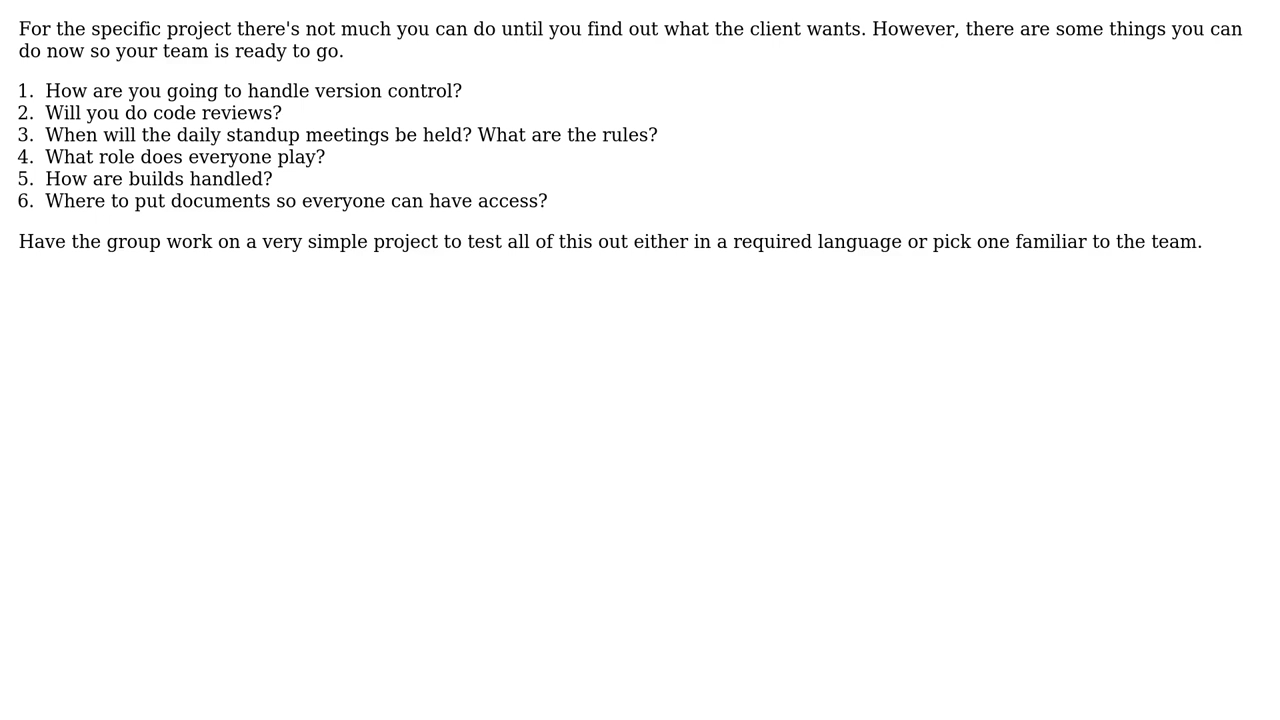 For the specific project there's not much you can do until you find out what the client wants. However, there are some things you can
do now so your team is ready to go.
1. How are you going to handle version control?
2. Will you do code reviews?
3. When will the daily standup meetings be held? What are the rules?
4. What role does everyone play?
5. How are builds handled?
6. Where to put documents so everyone can have access?
Have the group work on a very simple project to test all of this out either in a required language or pick one familiar to the team.